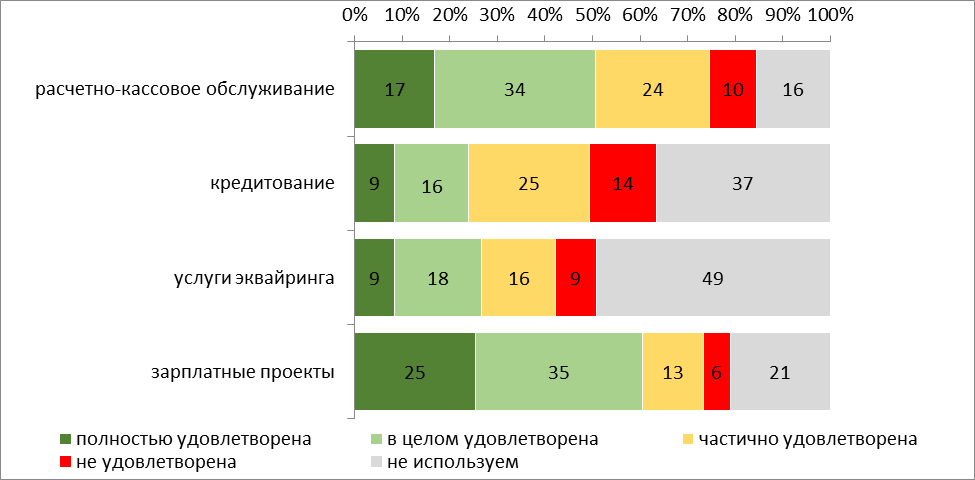 0% 10% 20% 30% 40% 50% 60% 70% 80% 90% 100%
расчетно-кассовое обслуживание 17 34 24 10 16
кредитование 9 16 25 14 37
услуги эквайринга 9 18 16 9 49
зарплатные проекты 25 35 13 6 21
полностью удовлетворена в целом удовлетворена частично удовлетворена
не удовлетворена не используем